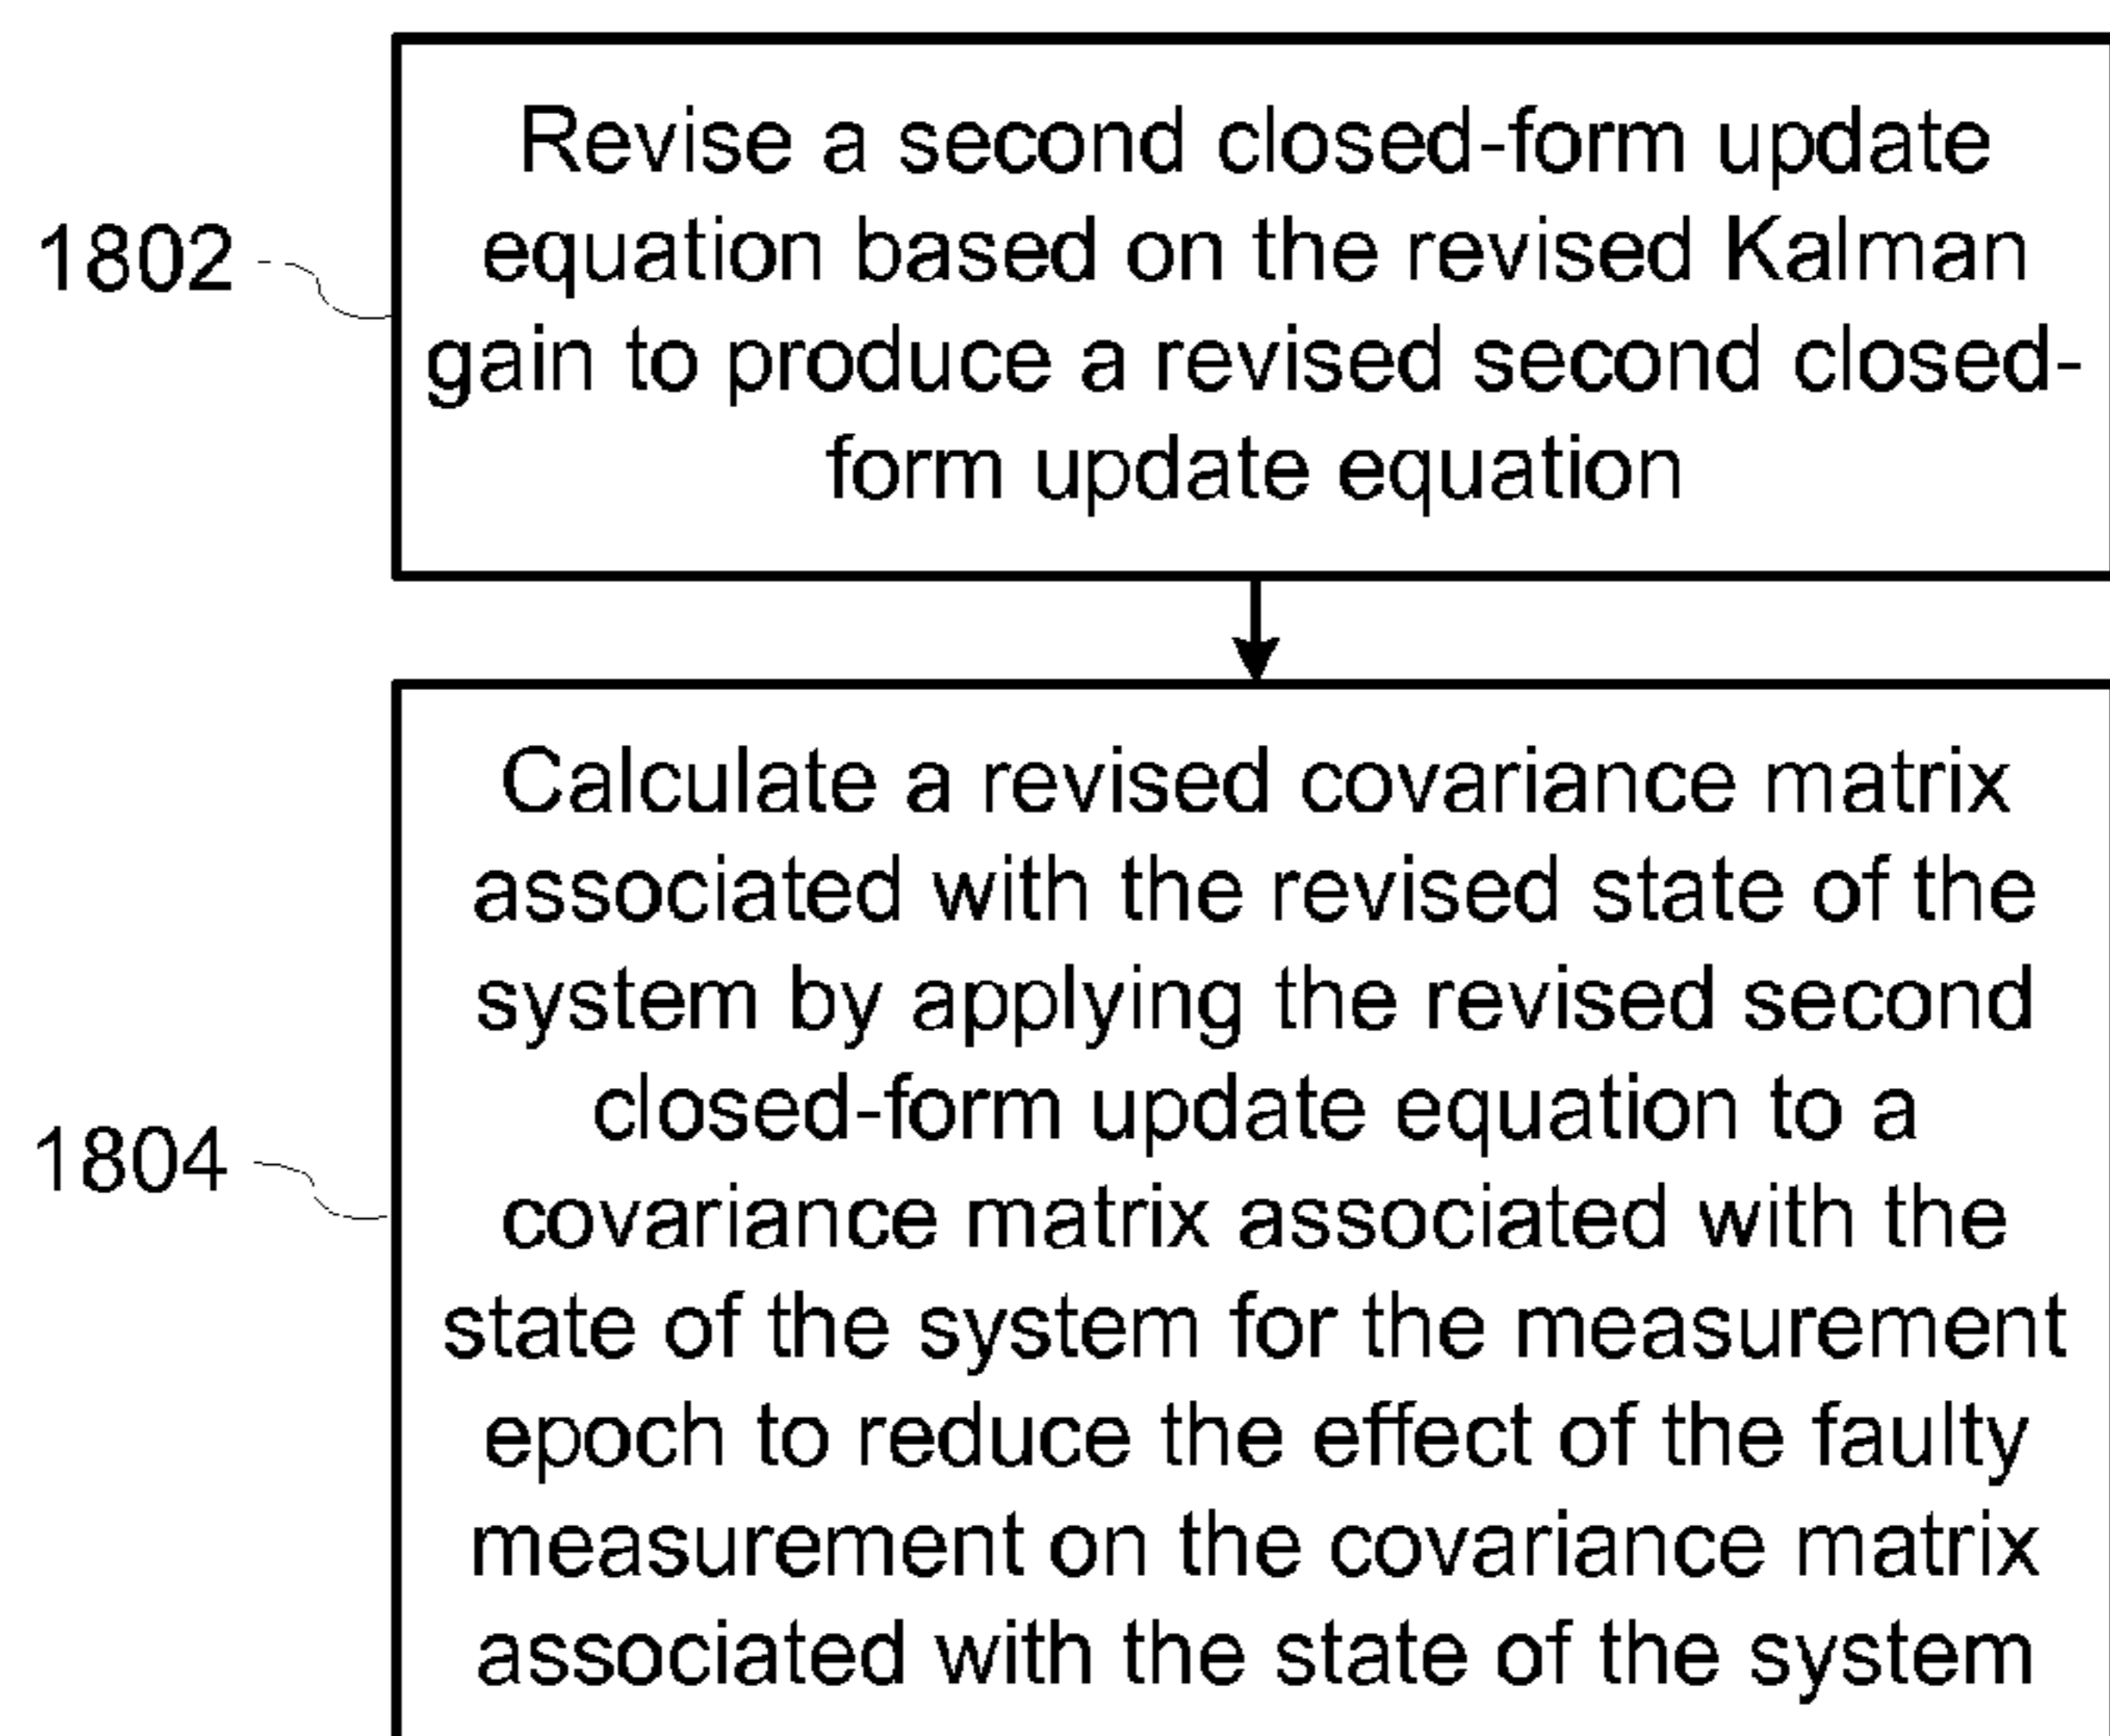 Revise a second closed-form update
equation based on the revised Kalman
1802
gain to produce a revised second closed-
form update equation
Calculate a revised covariance matrix
associated with the revised state of the
system by applying the revised second
closed-form update equation to a
1804
covariance matrix associated with the
state of the system for the measurement
epoch to reduce the effect of the faulty
measurement on the covariance matrix
associated with the state of the system